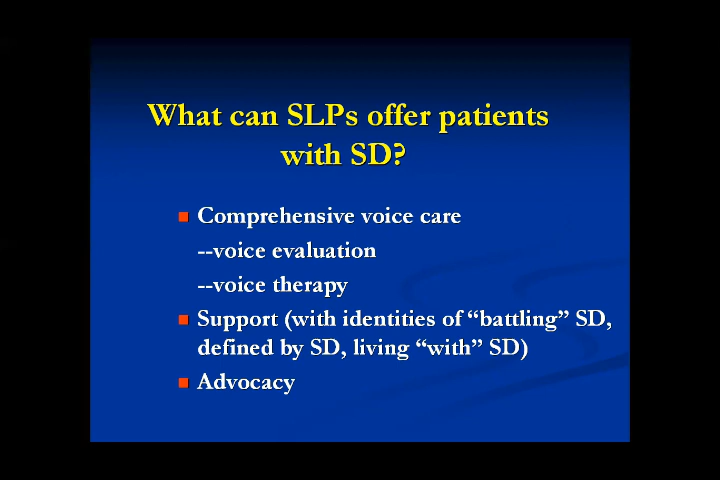 What can SLPs offer patients
with SD?
Comprehensive voice care
--voice evaluation
--voice therapy
Support (with identities of “battling” SD,
defined by SD, living “with” SD)
Advocacy